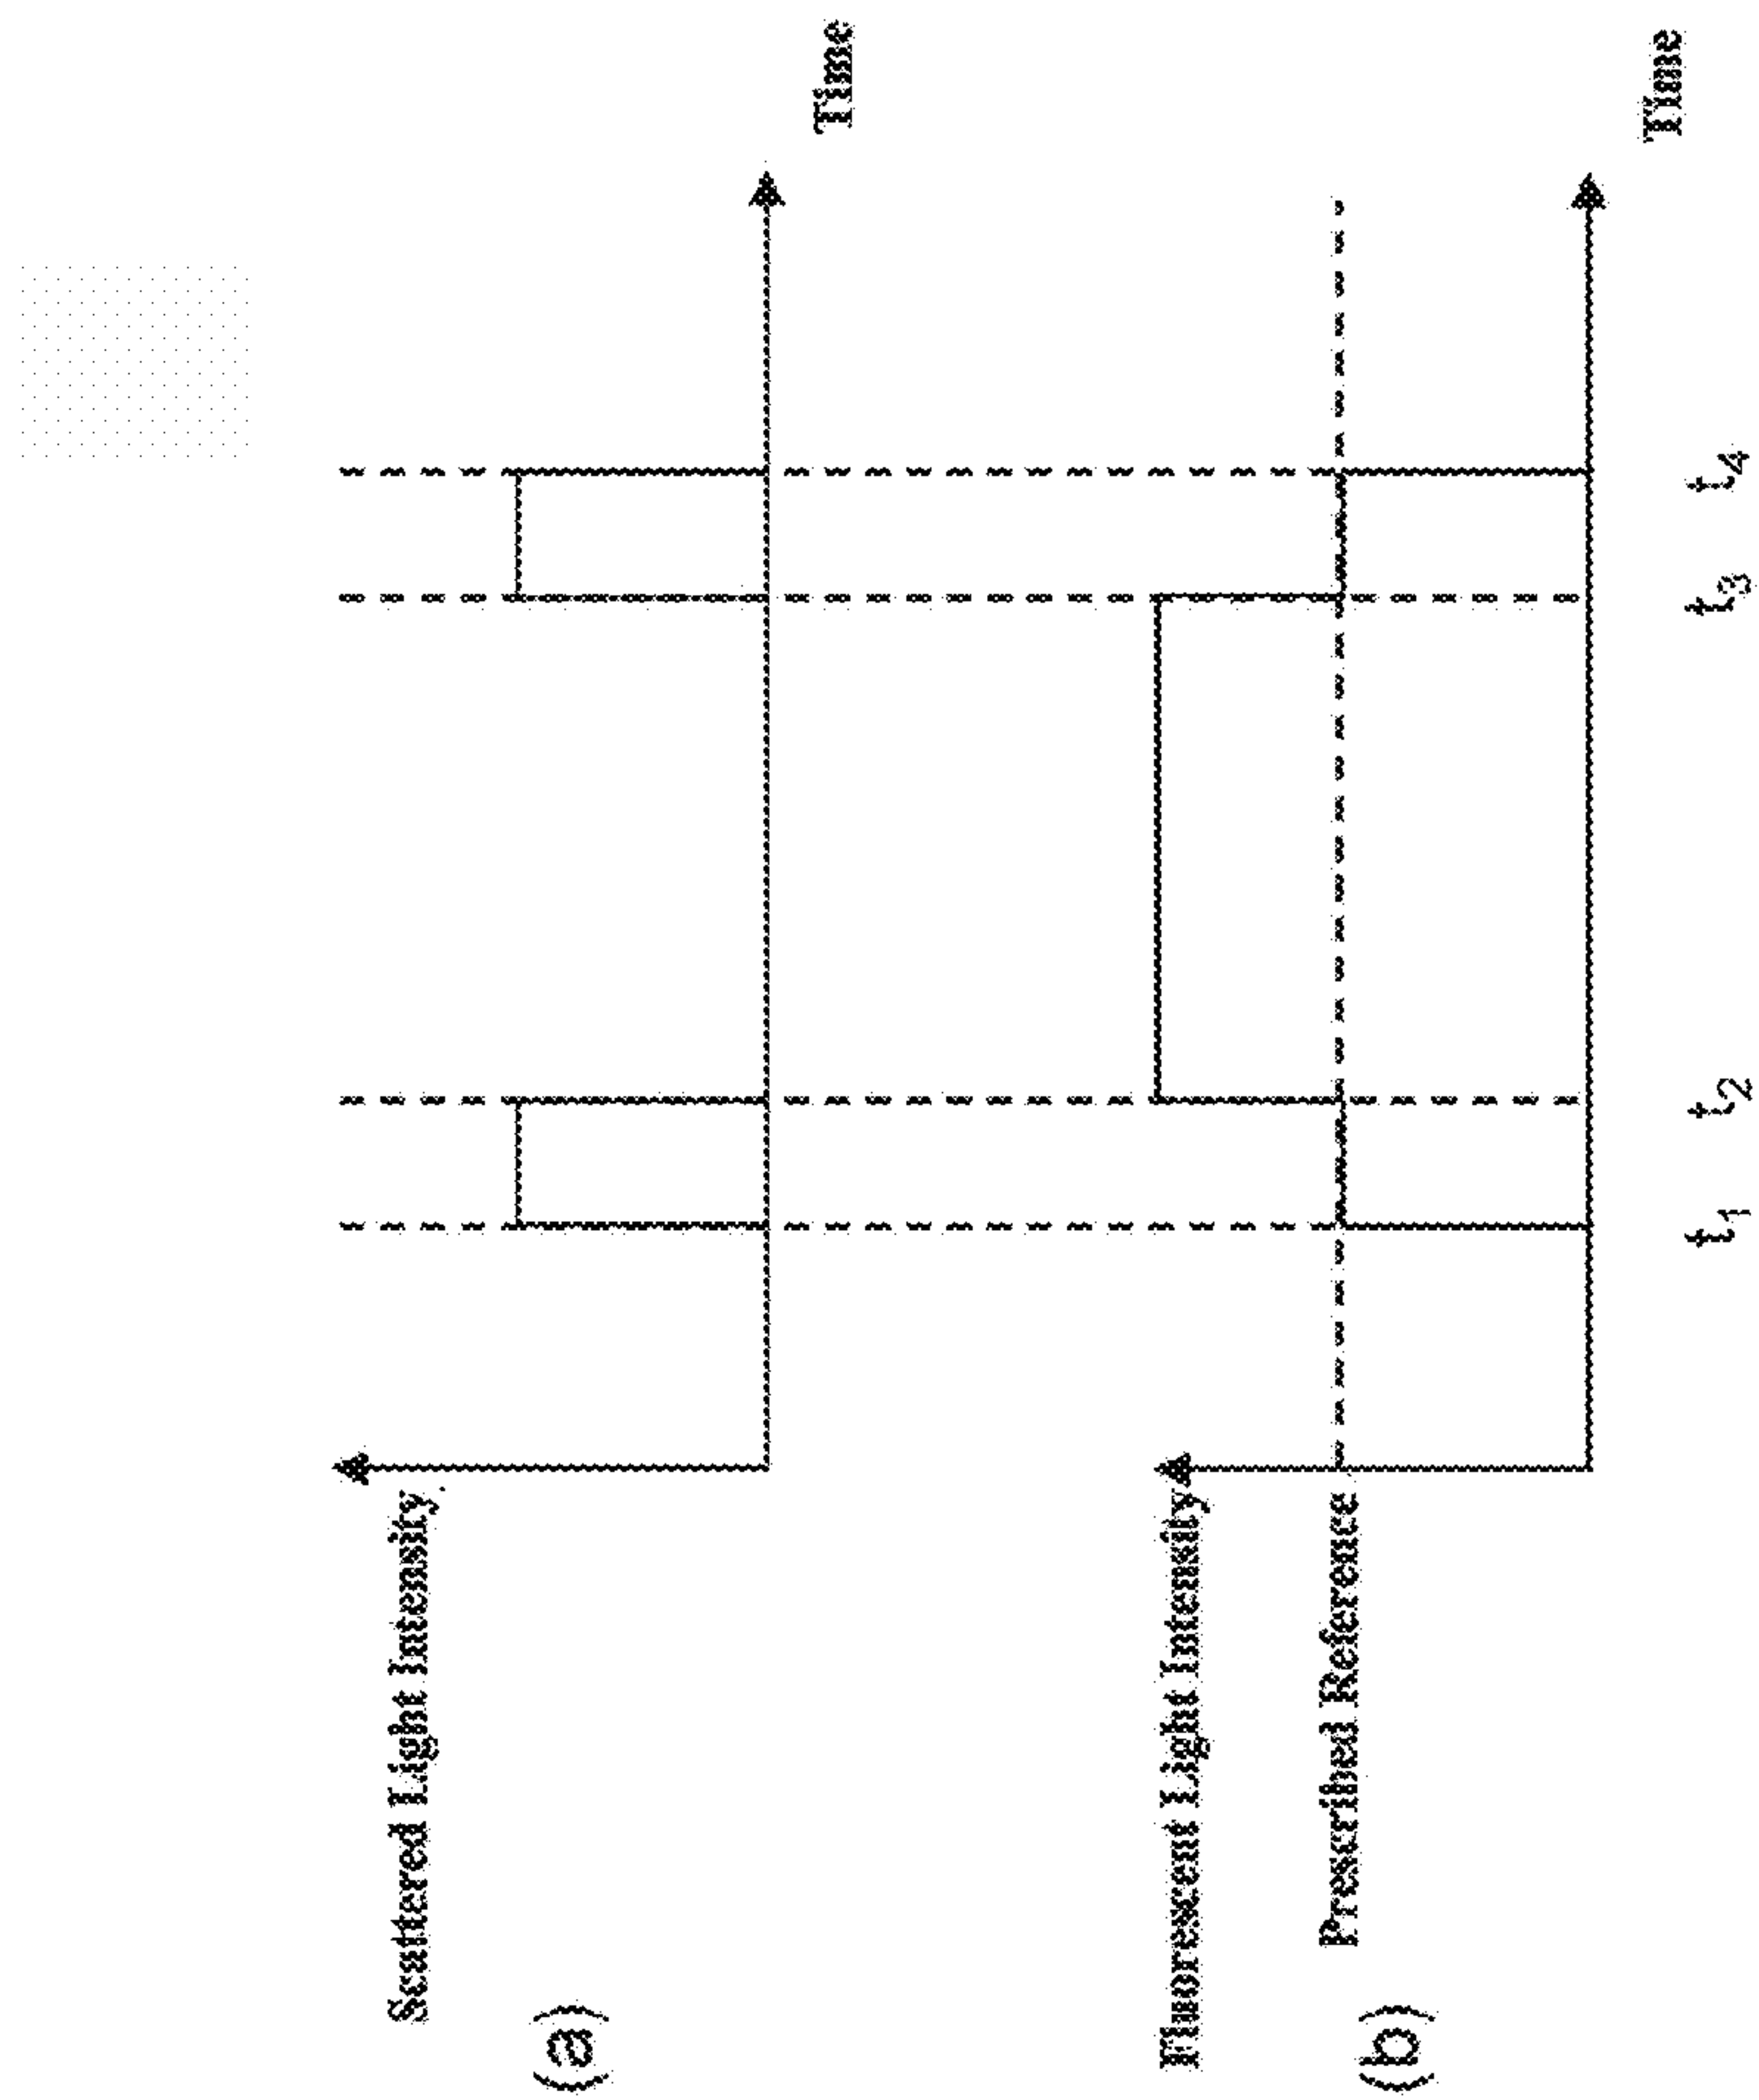 (a)
Scattered Light Intensity
Time
(b)
Fluorescent Light Intensity
Prescribed Reference
Time
t1 t2 t3 t4